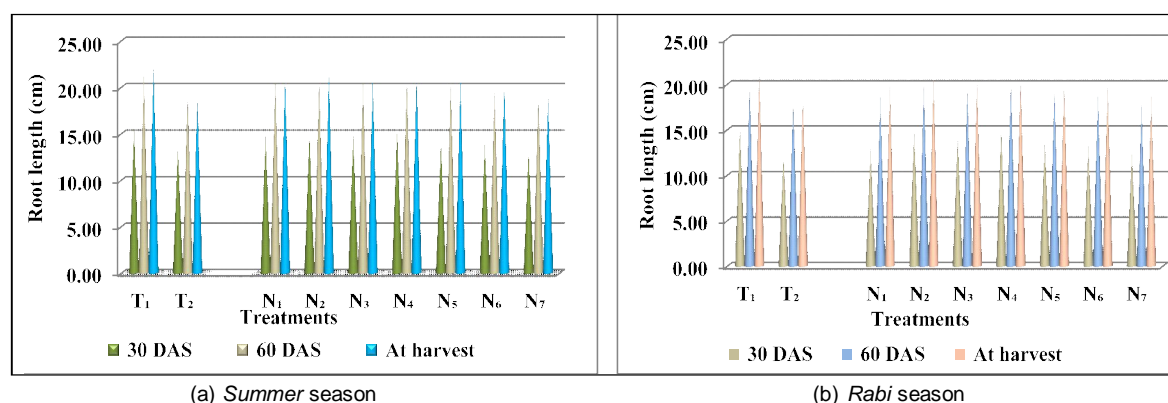 25.00
20.00
15.00
10.00
5.00
0.00
Root length (cm)
T₁ T₂ N₁ N₂ N₃ N₄ N₅ N₆ N₇
Treatments
30 DAS 60 DAS At harvest
(a) Summer season
25.00
20.00
15.00
10.00
5.00
0.00
Root length (cm)
T₁ T₂ N₁ N₂ N₃ N₄ N₅ N₆ N₇
Treatments
30 DAS 60 DAS At harvest
(b) Rabi season